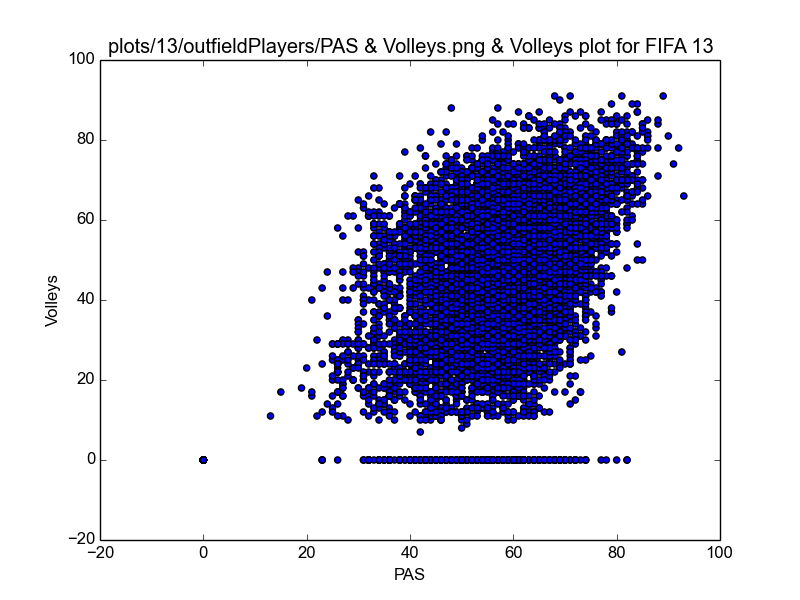 plots/13/outfieldPlayers/PAS & Volleys.png & Volleys plot for FIFA 13
100
80
60
40
20
0
−20
Volleys
−20 0 20 40 60 80 100
PAS